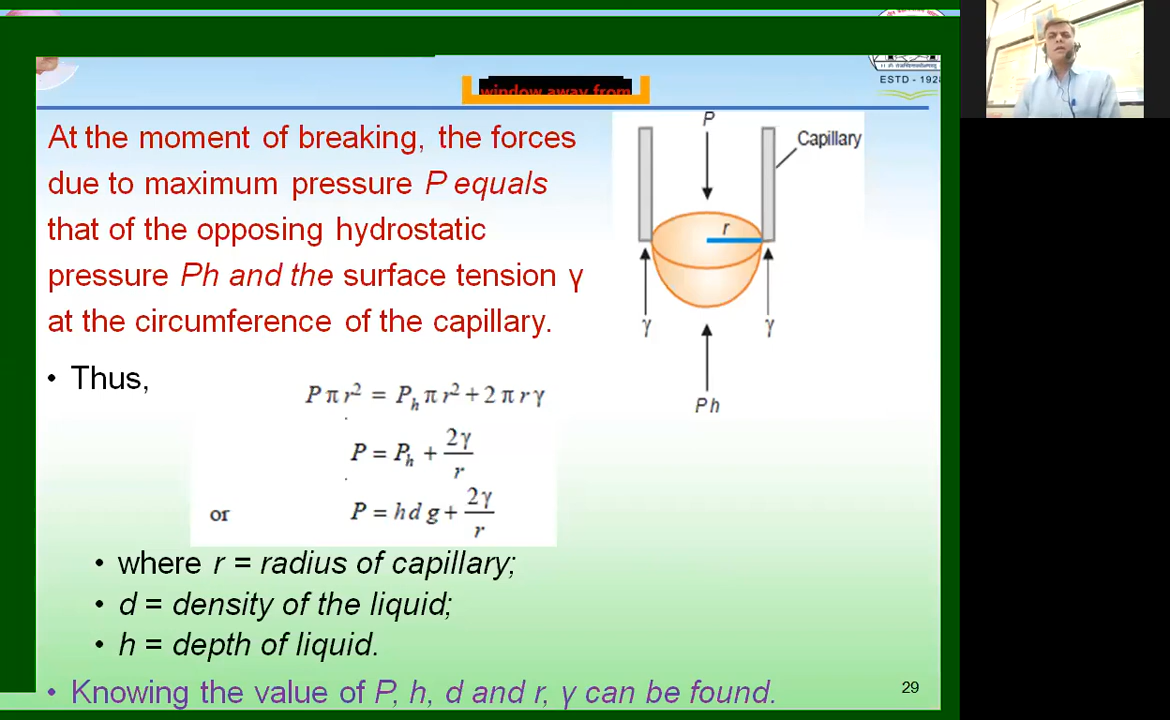 ESTD - 1928
window away from
At the moment of breaking, the forces
due to maximum pressure P equals
that of the opposing hydrostatic
pressure Ph and the surface tension γ
at the circumference of the capillary.
P
Capillary
r
γ γ
Ph
• Thus,
P π r² = Pₕ π r² + 2 π r γ
P = Pₕ + 2γ/r
or P = h d g + 2γ/r
• where r = radius of capillary;
• d = density of the liquid;
• h = depth of liquid.
• Knowing the value of P, h, d and r, γ can be found.
29